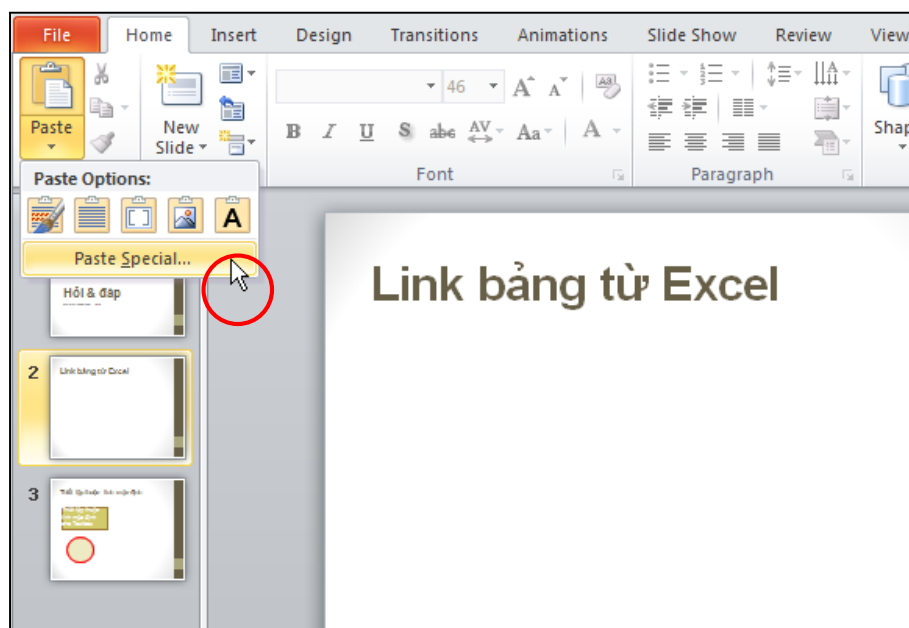 File Home Insert Design Transitions Animations Slide Show Review View
46 A A Aa
Paste New Slide B I U S abc AV Aa A Shap
Font Paragraph
Paste Options:
A
Paste Special...
Link bảng từ Excel
Hỏi & đáp
2 Link bảng từ Excel
3